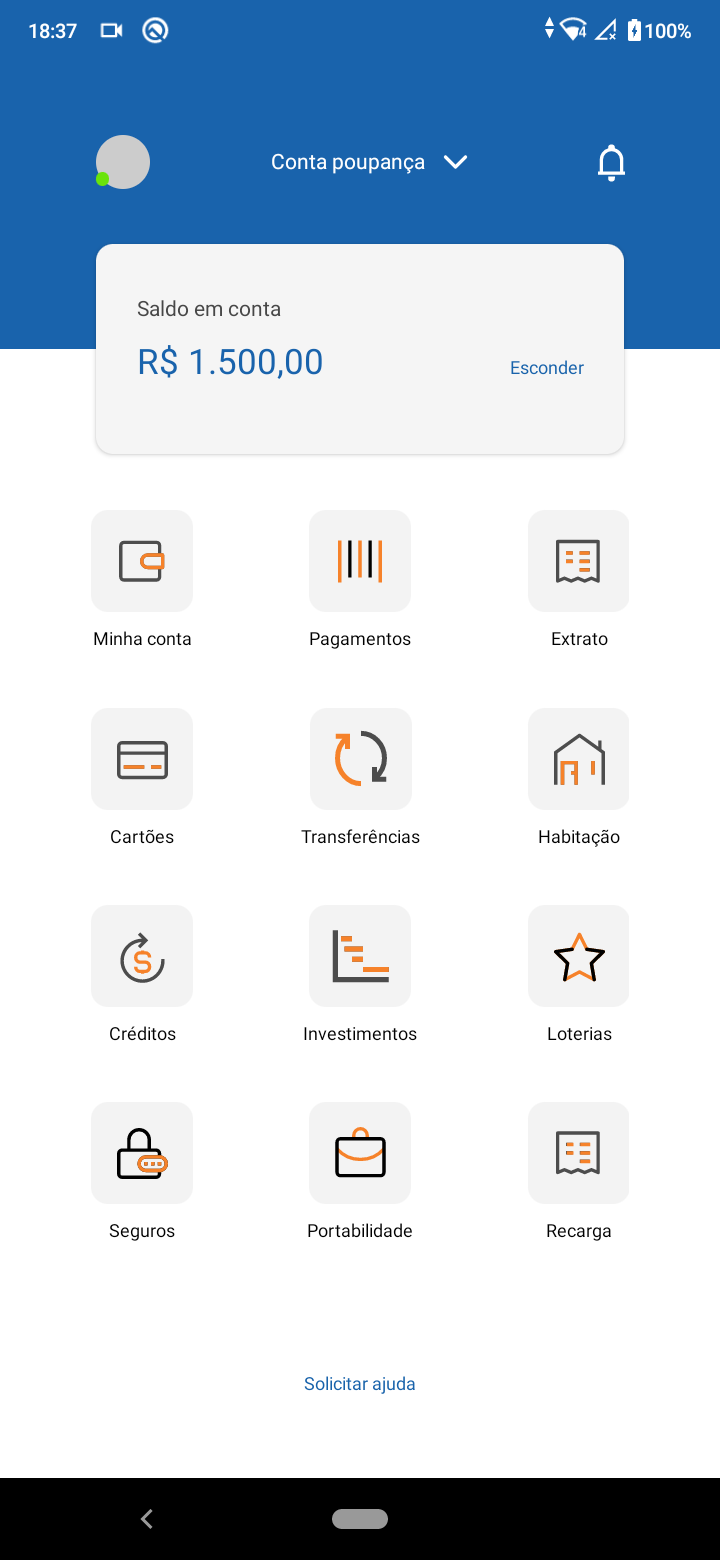 18:37 4 100%
Conta poupança
Saldo em conta
R$ 1.500,00 Esconder
Minha conta Pagamentos Extrato
Cartões Transferências Habitação
Créditos Investimentos Loterias
Seguros Portabilidade Recarga
Solicitar ajuda